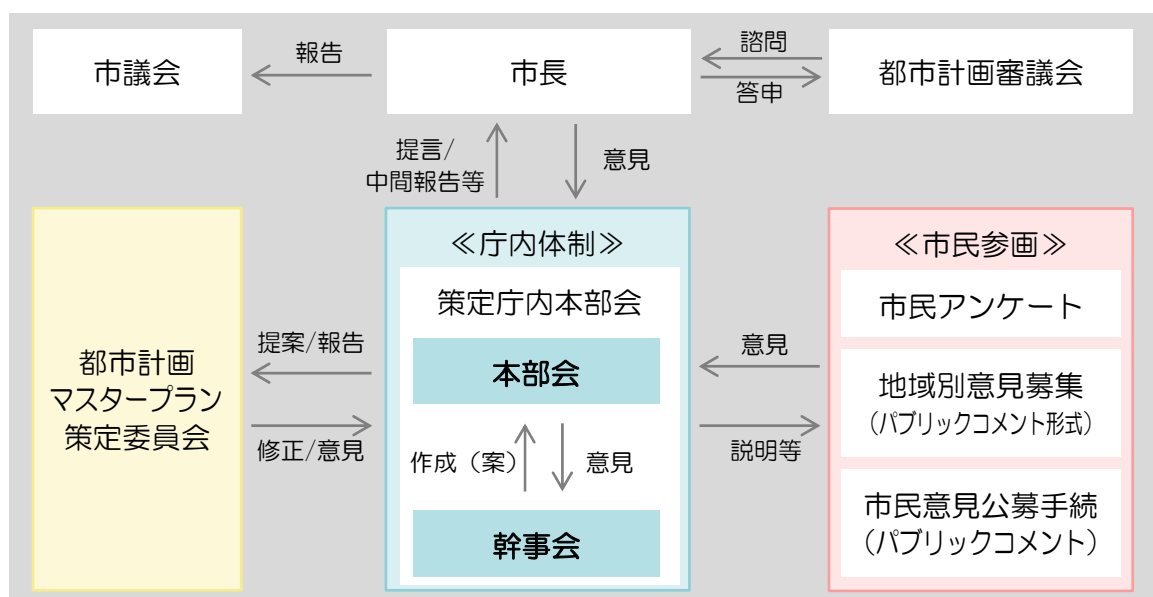 市議会
報告
市長
諮問
答申
都市計画審議会
提言/
中間報告等
意見
都市計画
マスタープラン
策定委員会
提案/報告
修正/意見
≪庁内体制≫
策定庁内本部会
本部会
作成（案）
意見
幹事会
意見
説明等
≪市民参画≫
市民アンケート
地域別意見募集
（パブリックコメント形式）
市民意見公募手続
（パブリックコメント）